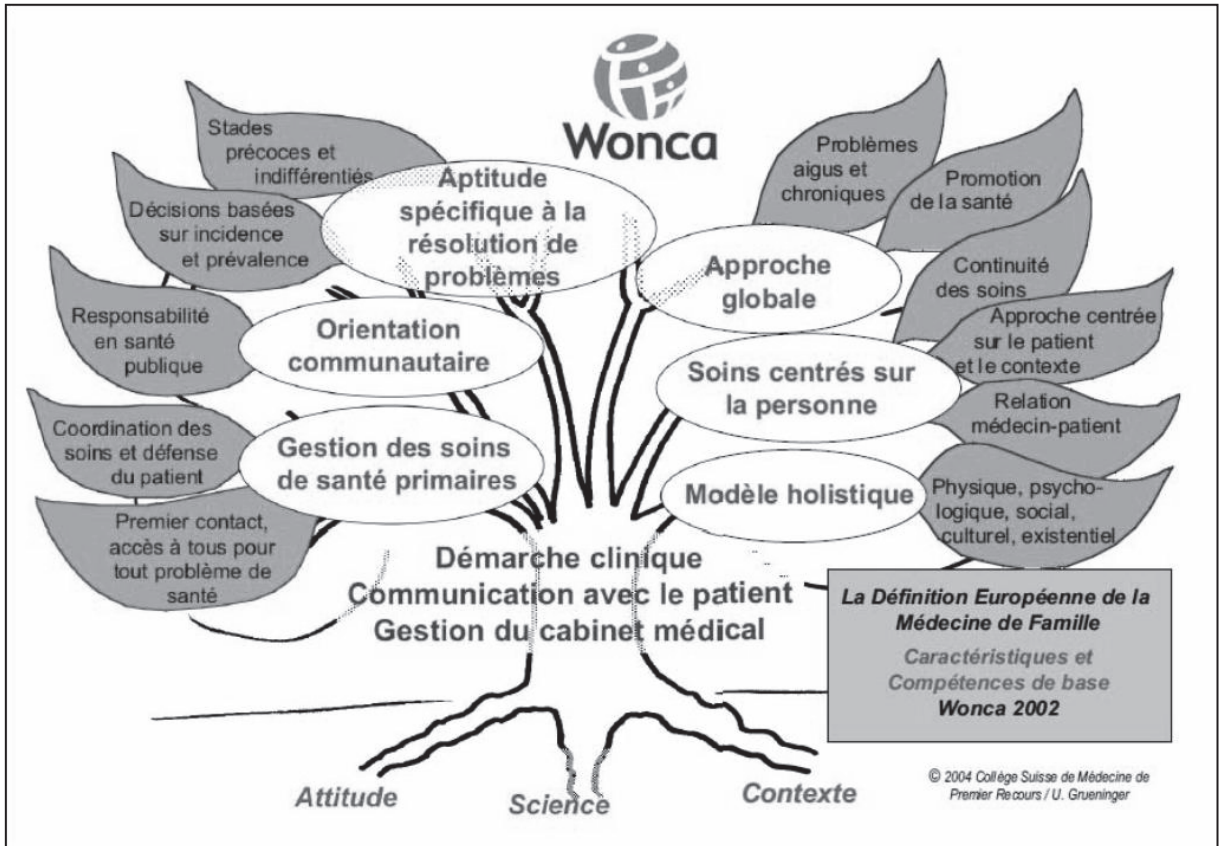 Wonca
Stades
précoces et
indifférentiés
Décisions basées
sur incidence
et prévalence
Responsabilité
en santé
publique
Coordination des
soins et défense
du patient
Premier contact,
accès à tous pour
tout problème de
santé
Aptitude
spécifique à la
résolution de
problèmes
Orientation
communautaire
Gestion des soins
de santé primaires
Approche
globale
Soins centrés sur
la personne
Modèle holistique
Problèmes
aigus et
chroniques
Promotion
de la santé
Continuité
des soins
Approche centrée
sur le patient
et le contexte
Relation
médecin-patient
Physique, psycho-
logique, social,
culturel, existentiel
Démarche clinique
Communication avec le patient
Gestion du cabinet médical
La Définition Européenne de la
Médecine de Famille
Caractéristiques et
Compétences de base
Wonca 2002
Attitude
Science
Contexte
© 2004 Collège Suisse de Médecine de
Premier Recours / U. Grueninger